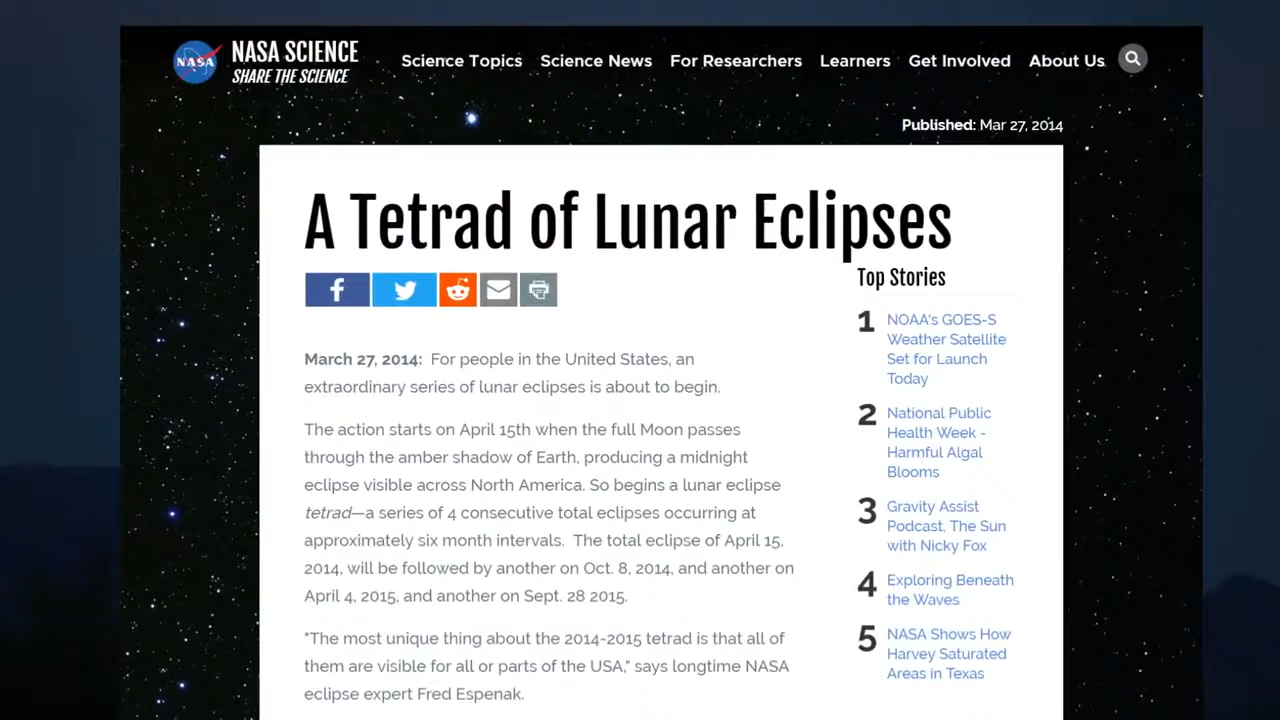 NASA
NASA SCIENCE
SHARE THE SCIENCE
Science Topics
Science News
For Researchers
Learners
Get Involved
About Us
Published: Mar 27, 2014
A Tetrad of Lunar Eclipses
March 27, 2014:  For people in the United States, an
extraordinary series of lunar eclipses is about to begin.
The action starts on April 15th when the full Moon passes
through the amber shadow of Earth, producing a midnight
eclipse visible across North America. So begins a lunar eclipse
tetrad—a series of 4 consecutive total eclipses occurring at
approximately six month intervals.  The total eclipse of April 15,
2014, will be followed by another on Oct. 8, 2014, and another on
April 4, 2015, and another on Sept. 28 2015.
"The most unique thing about the 2014-2015 tetrad is that all of
them are visible for all or parts of the USA," says longtime NASA
eclipse expert Fred Espenak.
Top Stories
1 NOAA's GOES-S
Weather Satellite
Set for Launch
Today
2 National Public
Health Week -
Harmful Algal
Blooms
3 Gravity Assist
Podcast, The Sun
with Nicky Fox
4 Exploring Beneath
the Waves
5 NASA Shows How
Harvey Saturated
Areas in Texas